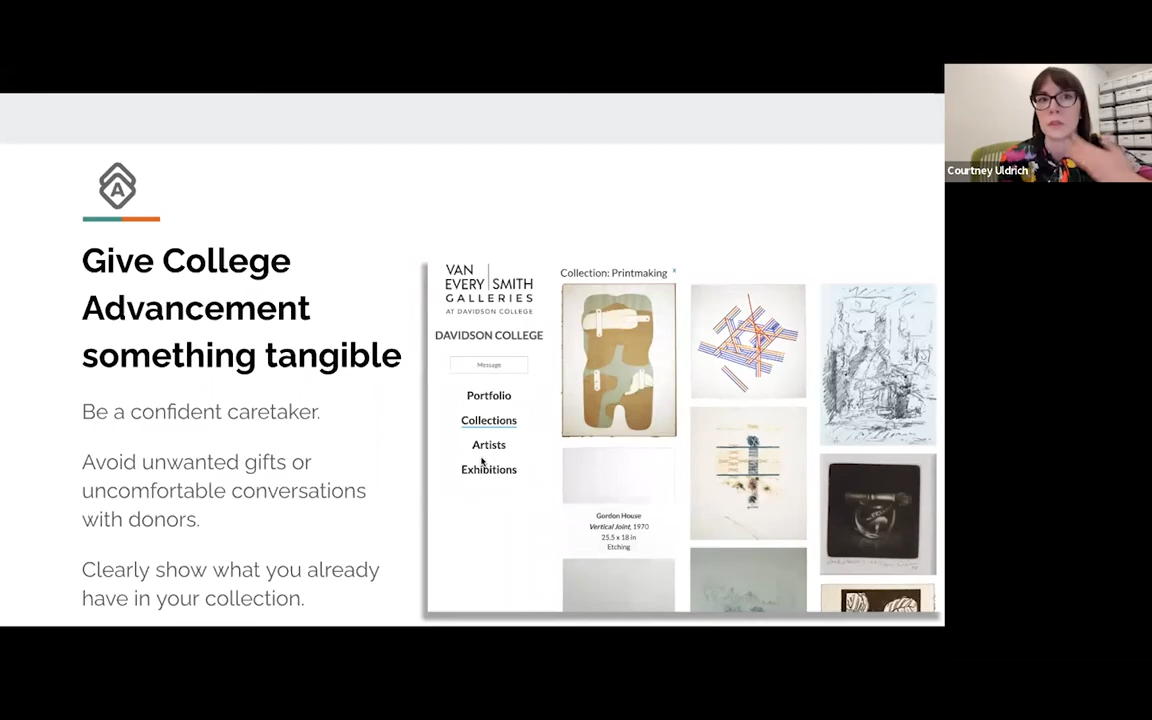 Courtney Uldrich
A
Give College
Advancement
something tangible
Be a confident caretaker.
Avoid unwanted gifts or
uncomfortable conversations
with donors.
Clearly show what you already
have in your collection.
VAN
EVERY SMITH
GALLERIES
AT DAVIDSON COLLEGE
DAVIDSON COLLEGE
Message
Portfolio
Collections
Artists
Exhibitions
Collection: Printmaking x
Gordon House
Vertical Joint, 1970
25.5 x 18 in
Etching